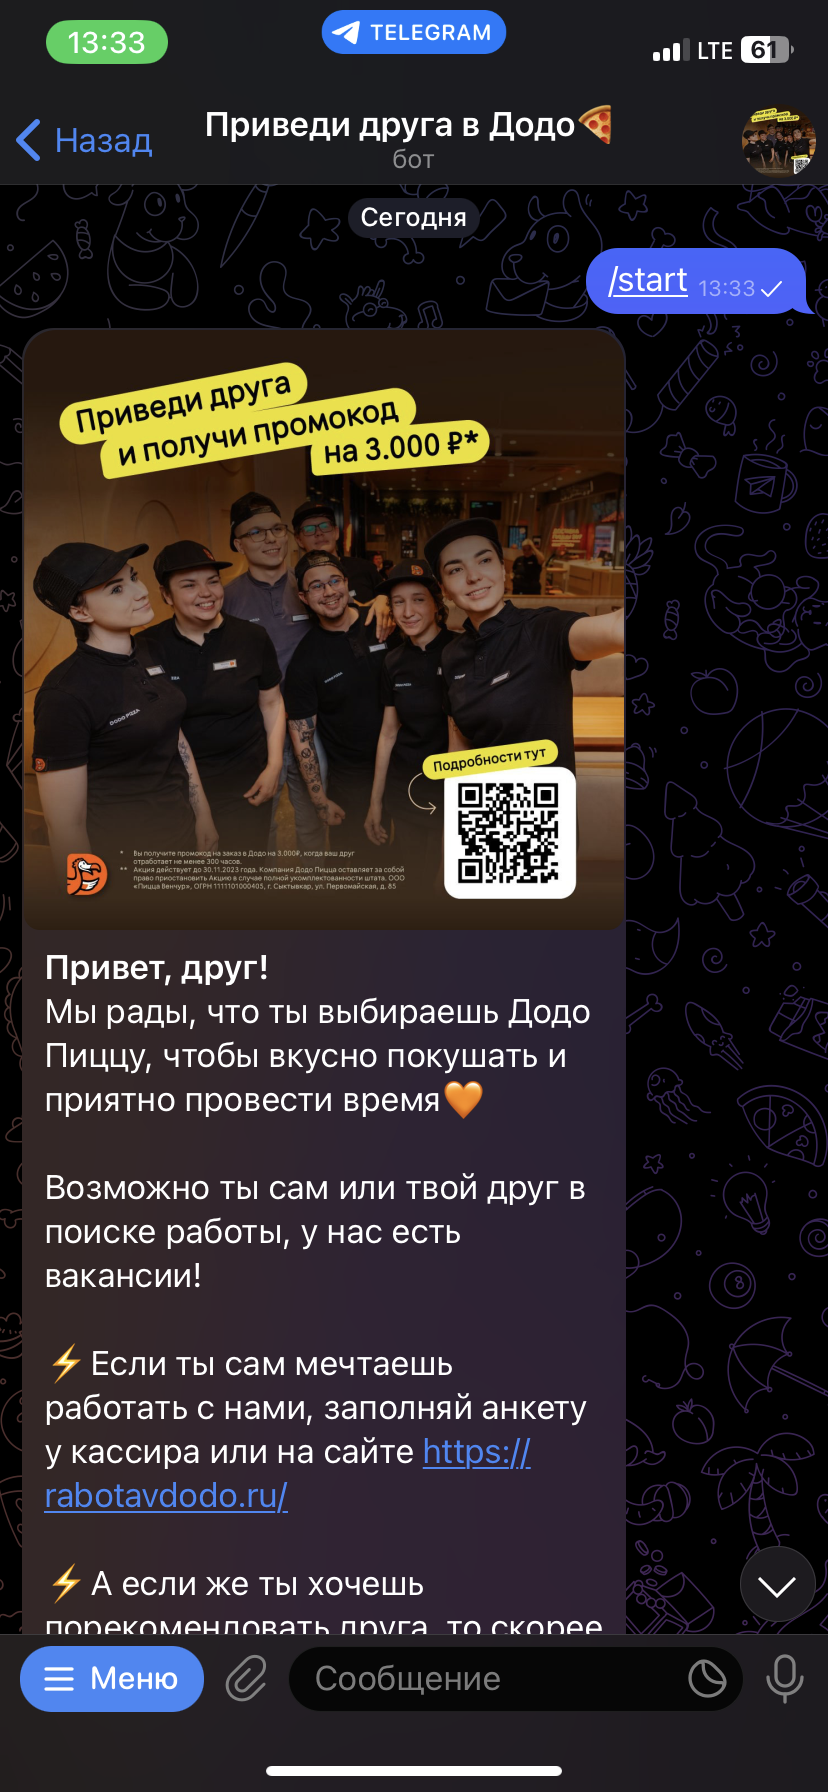 13:33
TELEGRAM
LTE 61
Назад
Приведи друга в Додо🍕
бот
Сегодня
/start 13:33
Приведи друга
и получи промокод
на 3.000 ₽*
Подробности тут
* Вы получите промокод на заказ в Додо на 3.000₽, когда ваш друг
отработает не менее 300 часов.
** Акция действует до 30.11.2023 года. Компания Додо Пицца оставляет за собой
право приостановить Акцию в случае полной укомплектованности штата. ООО
«Пицца Венчур», ОГРН 1111101000405, г. Сыктывкар, ул. Первомайская, д. 85
Привет, друг!
Мы рады, что ты выбираешь Додо
Пиццу, чтобы вкусно покушать и
приятно провести время🧡
Возможно ты сам или твой друг в
поиске работы, у нас есть
вакансии!
⚡Если ты сам мечтаешь
работать с нами, заполняй анкету
у кассира или на сайте https://
rabotavdodo.ru/
⚡А если же ты хочешь
порекомендовать друга, то скорее
Меню
Сообщение